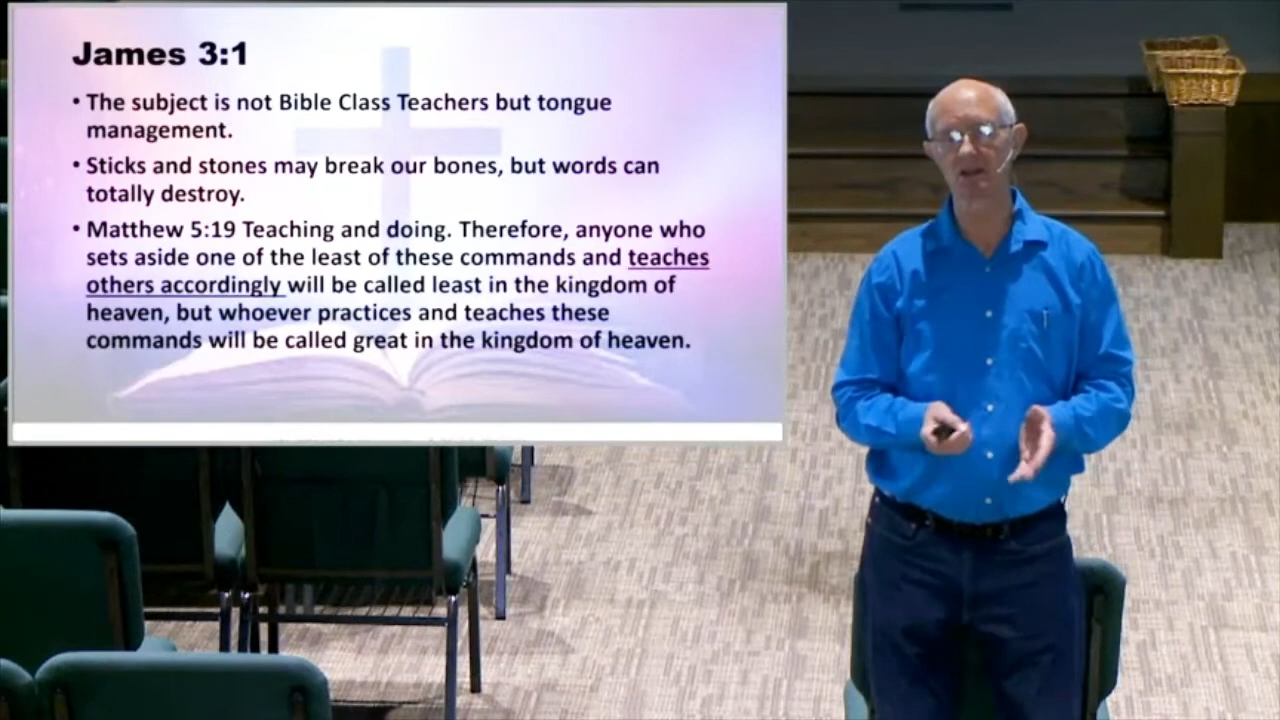 James 3:1
• The subject is not Bible Class Teachers but tongue
management.
• Sticks and stones may break our bones, but words can
totally destroy.
• Matthew 5:19 Teaching and doing. Therefore, anyone who
sets aside one of the least of these commands and teaches
others accordingly will be called least in the kingdom of
heaven, but whoever practices and teaches these
commands will be called great in the kingdom of heaven.